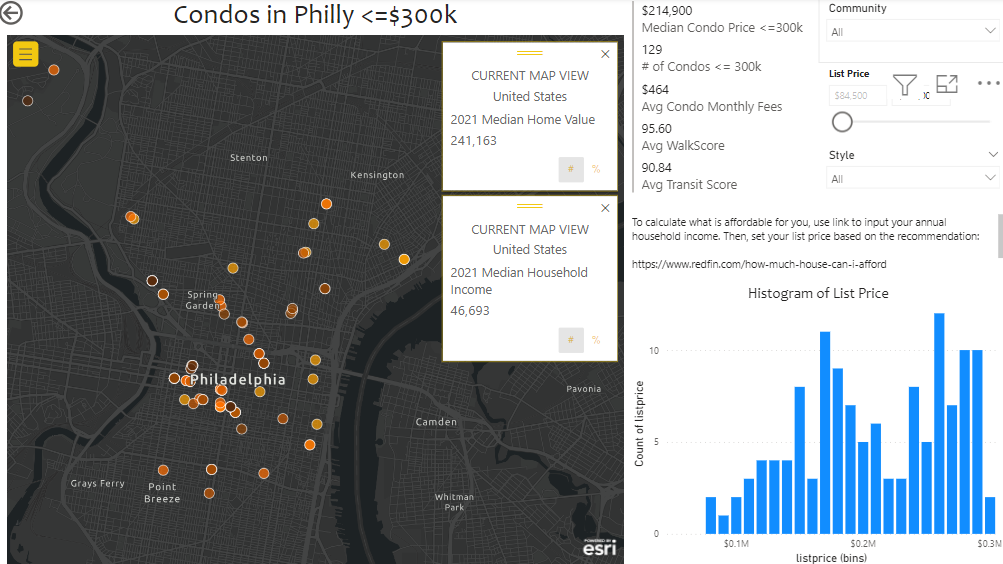 Condos in Philly <=$300k
CURRENT MAP VIEW
United States
2021 Median Home Value
241,163
#
%
CURRENT MAP VIEW
United States
2021 Median Household
Income
46,693
#
%
Stenton
Kensington
Spring
Garden
Philadelphia
Pavonia
Camden
Grays Ferry
Point
Breeze
Whitman
Park
POWERED BY
esri
$214,900
Median Condo Price <=300k
129
# of Condos <= 300k
$464
Avg Condo Monthly Fees
95.60
Avg WalkScore
90.84
Avg Transit Score
Community
All
List Price
$84,500
Style
All
To calculate what is affordable for you, use link to input your annual
household income. Then, set your list price based on the recommendation:
https://www.redfin.com/how-much-house-can-i-afford
Histogram of List Price
Count of listprice
10
5
0
$0.1M
$0.2M
$0.3M
listprice (bins)